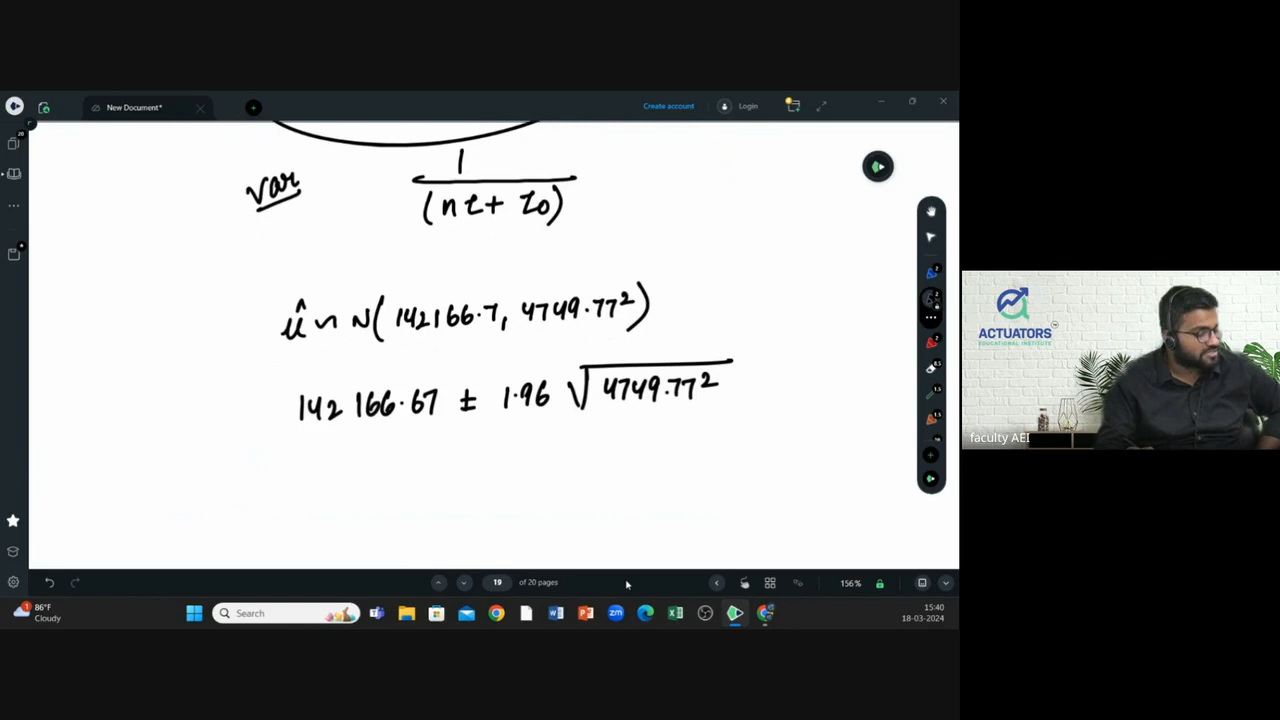 New Document*
Create account
Login
20
var
1
(nτ + τ0)
μ̂ ~ N(142166.7, 4749.77²)
142166.67 ± 1.96 √4749.77²
ACTUATORS
EDUCATIONAL INSTITUTE
faculty AEI
19 of 20 pages
156%
86°F
Cloudy
Search
15:40
18-03-2024